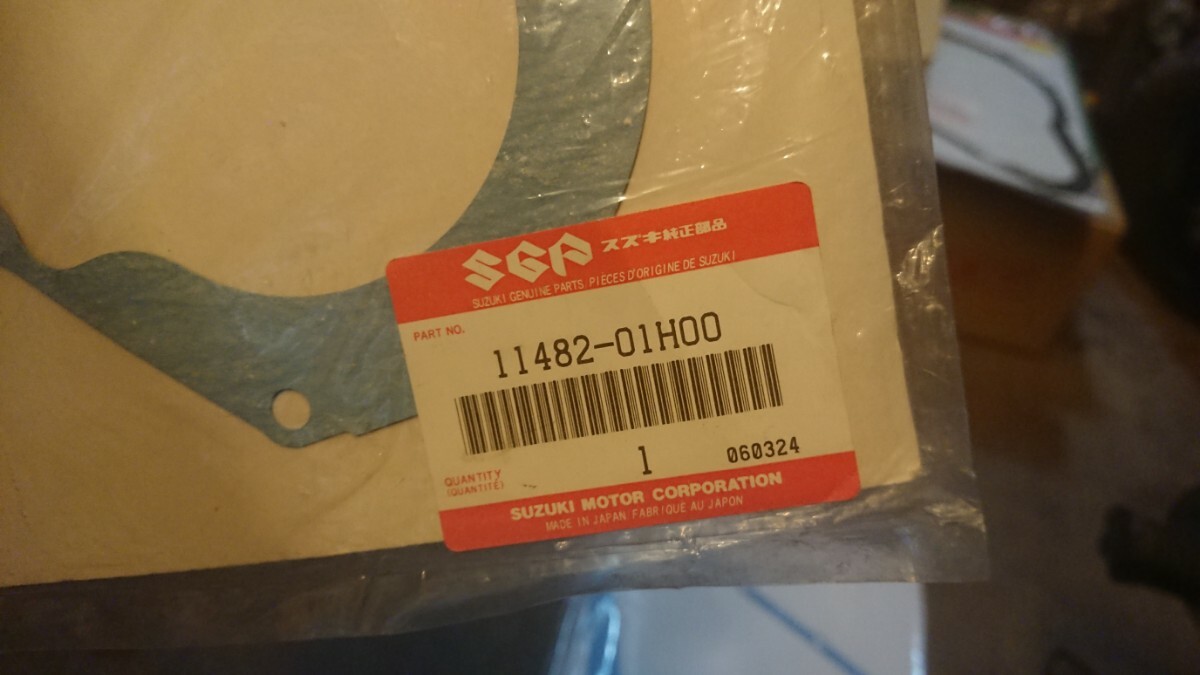 SGP スズキ純正部品
SUZUKI GENUINE PARTS PIECES D'ORIGINE DE SUZUKI
PART NO.
11482-01H00
QUANTITY
(QUANTITÉ)
1
060324
SUZUKI MOTOR CORPORATION
MADE IN JAPAN FABRIQUE AU JAPON